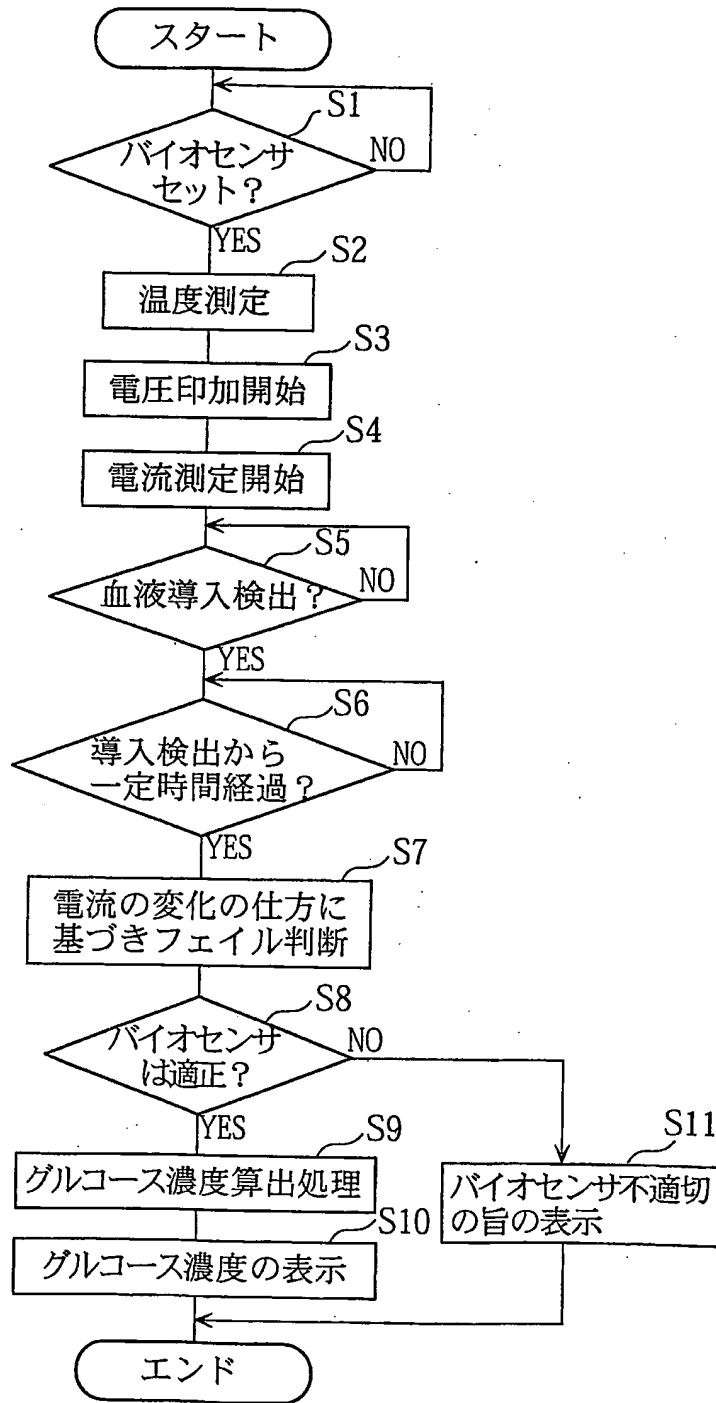 スタート
S1
バイオセンサ
セット？
NO
YES
S2
温度測定
S3
電圧印加開始
S4
電流測定開始
S5
血液導入検出？
NO
YES
S6
導入検出から
一定時間経過？
NO
YES
S7
電流の変化の仕方に
基づきフェイル判断
S8
バイオセンサ
は適正？
NO
YES
S9
グルコース濃度算出処理
S11
バイオセンサ不適切
の旨の表示
S10
グルコース濃度の表示
エンド